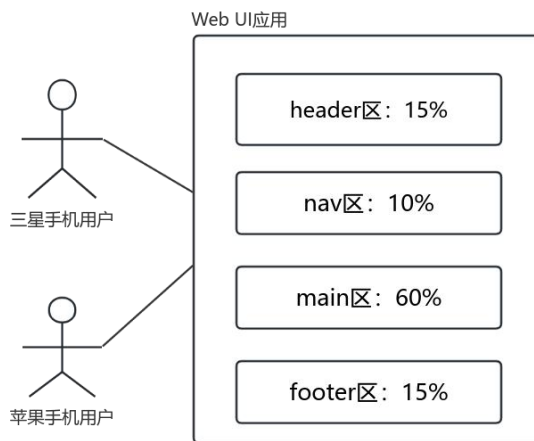 Web UI应用
header区：15%
nav区：10%
三星手机用户
main区：60%
footer区：15%
苹果手机用户